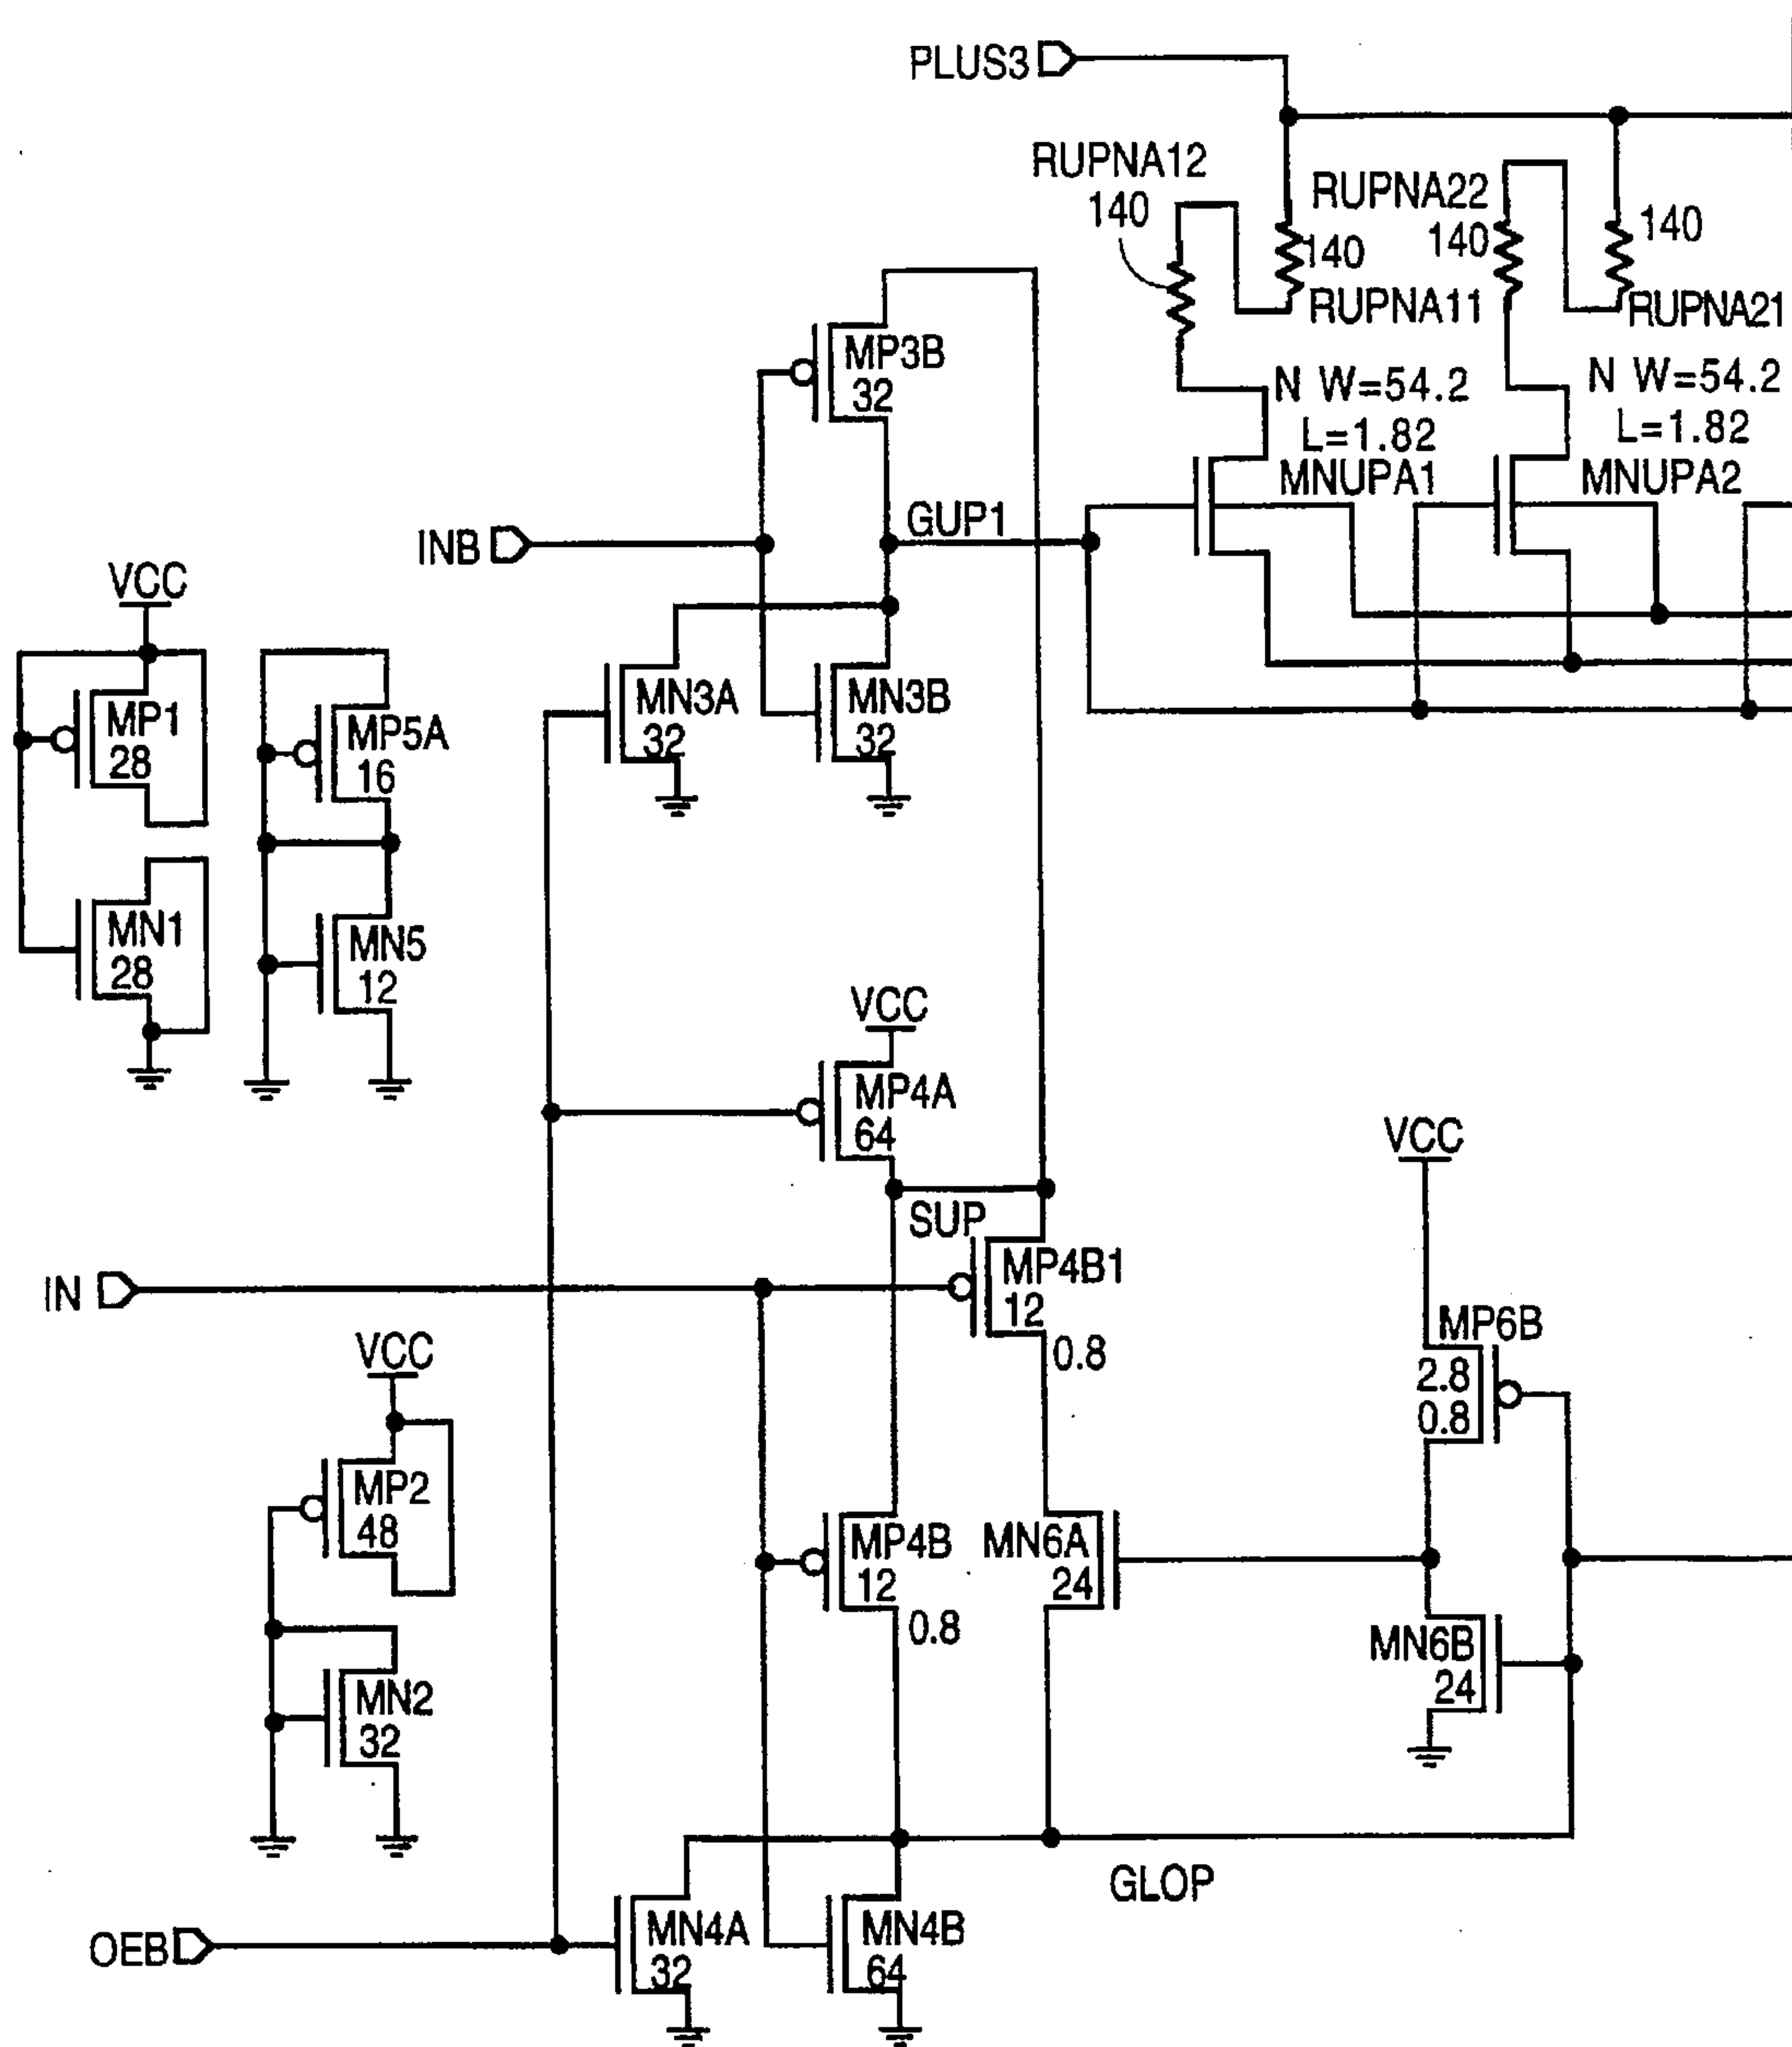 PLUS3
RUPNA12
140
RUPNA22
140
140
RUPNA11
140
RUPNA21
MP3B
32
N W=54.2
L=1.82
MNUPA1
N W=54.2
L=1.82
MNUPA2
INB
GUP1
VCC
MP1
28
MP5A
16
MN3A
32
MN3B
32
MN1
28
MN5
12
VCC
MP4A
64
VCC
SUP
IN
MP4B1
12
0.8
VCC
MP6B
2.8
0.8
MP2
48
MP4B
12
0.8
MN6A
24
MN6B
24
MN2
32
GLOP
OEB
MN4A
32
MN4B
64